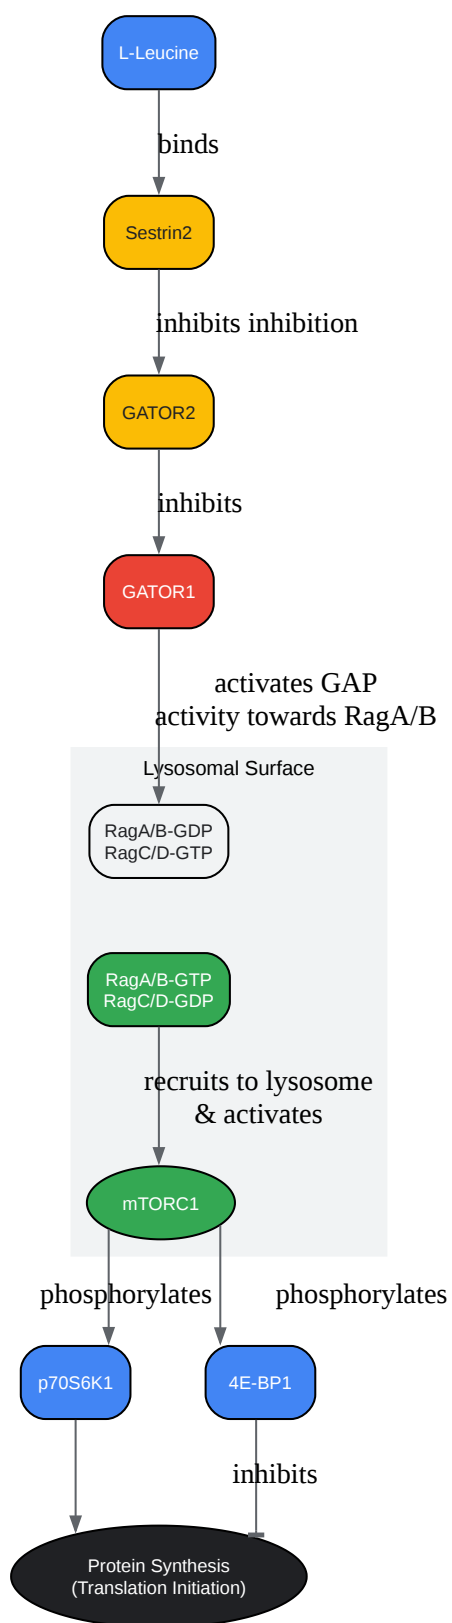 L-Leucine
binds
Sestrin2
inhibits inhibition
GATOR2
inhibits
GATOR1
activates GAP
activity towards RagA/B
Lysosomal Surface
RagA/B-GDP
RagC/D-GTP
RagA/B-GTP
RagC/D-GDP
recruits to lysosome
& activates
mTORC1
phosphorylates
phosphorylates
p70S6K1
4E-BP1
inhibits
Protein Synthesis
(Translation Initiation)